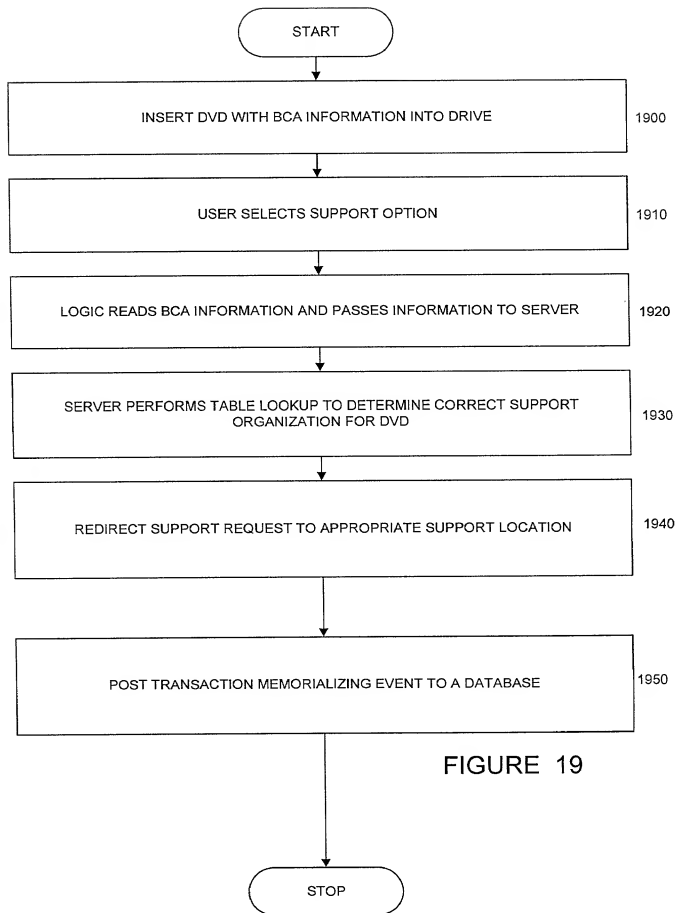 START
INSERT DVD WITH BCA INFORMATION INTO DRIVE
1900
USER SELECTS SUPPORT OPTION
1910
LOGIC READS BCA INFORMATION AND PASSES INFORMATION TO SERVER
1920
SERVER PERFORMS TABLE LOOKUP TO DETERMINE CORRECT SUPPORT
ORGANIZATION FOR DVD
1930
REDIRECT SUPPORT REQUEST TO APPROPRIATE SUPPORT LOCATION
1940
POST TRANSACTION MEMORIALIZING EVENT TO A DATABASE
1950
FIGURE 19
STOP